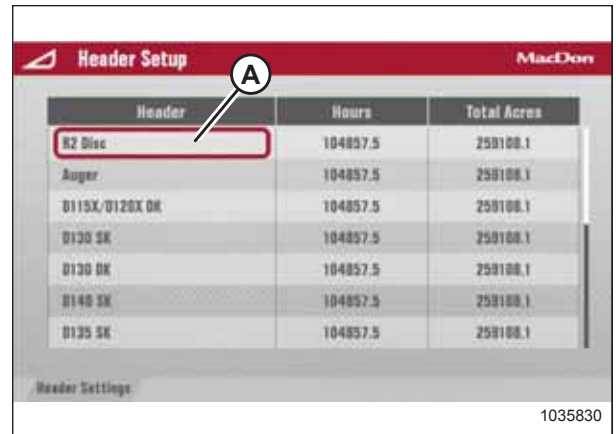 Header Setup MacDon
A
Header Hours Total Acres
R2 Disc 104857.5 259108.1
Auger 104857.5 259108.1
D115X/D120X DK 104857.5 259108.1
D130 SK 104857.5 259108.1
D130 DK 104857.5 259108.1
D140 SK 104857.5 259108.1
D135 SK 104857.5 259108.1
Header Settings
1035830